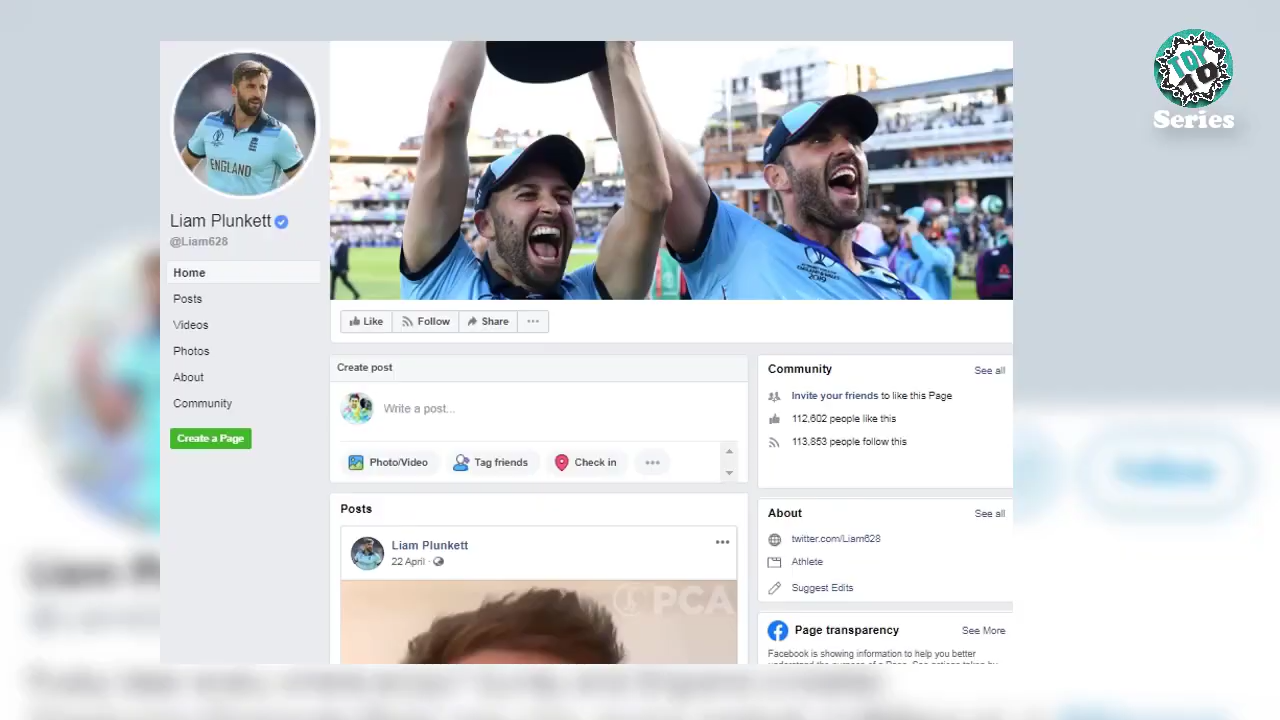 TOP
10
Series
ENGLAND
Liam Plunkett
@Liam628
Home
Posts
Videos
Photos
About
Community
Create a Page
2019
Like Follow Share ...
Create post
Write a post...
Photo/Video Tag friends Check in ...
Posts
Liam Plunkett
22 April ·
PCA
Community See all
Invite your friends to like this Page
112,602 people like this
113,853 people follow this
About See all
twitter.com/Liam628
Athlete
Suggest Edits
Page transparency See More
Facebook is showing information to help you better